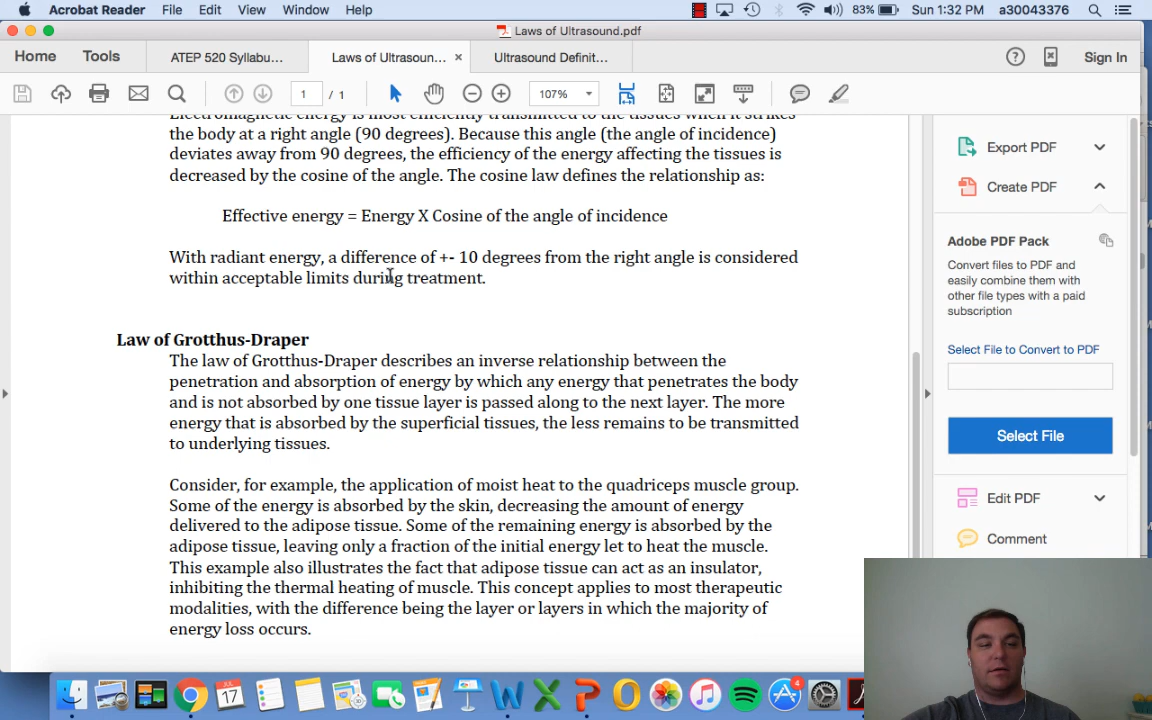 Acrobat Reader File Edit View Window Help 83% Sun 1:32 PM a30043376
Laws of Ultrasound.pdf
Home Tools ATEP 520 Syllabu... Laws of Ultrasoun... × Ultrasound Definit... Sign In
1 / 1 107%
Electromagnetic energy is most efficiently transmitted to the tissues when it strikes
the body at a right angle (90 degrees). Because this angle (the angle of incidence)
deviates away from 90 degrees, the efficiency of the energy affecting the tissues is
decreased by the cosine of the angle. The cosine law defines the relationship as:
Effective energy = Energy X Cosine of the angle of incidence
With radiant energy, a difference of +- 10 degrees from the right angle is considered
within acceptable limits during treatment.
Law of Grotthus-Draper
The law of Grotthus-Draper describes an inverse relationship between the
penetration and absorption of energy by which any energy that penetrates the body
and is not absorbed by one tissue layer is passed along to the next layer. The more
energy that is absorbed by the superficial tissues, the less remains to be transmitted
to underlying tissues.
Consider, for example, the application of moist heat to the quadriceps muscle group.
Some of the energy is absorbed by the skin, decreasing the amount of energy
delivered to the adipose tissue. Some of the remaining energy is absorbed by the
adipose tissue, leaving only a fraction of the initial energy let to heat the muscle.
This example also illustrates the fact that adipose tissue can act as an insulator,
inhibiting the thermal heating of muscle. This concept applies to most therapeutic
modalities, with the difference being the layer or layers in which the majority of
energy loss occurs.
Export PDF
Create PDF
Adobe PDF Pack
Convert files to PDF and
easily combine them with
other file types with a paid
subscription
Select File to Convert to PDF
Select File
Edit PDF
Comment
JUL
17
4